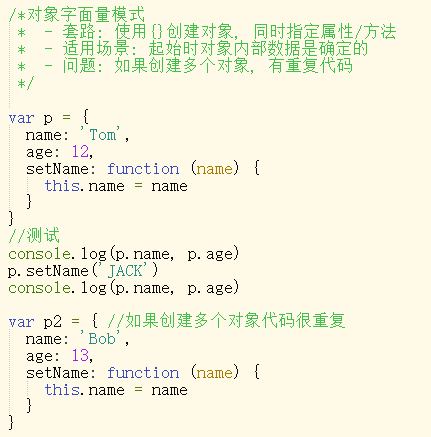 /*对象字面量模式
 *  - 套路: 使用{}创建对象, 同时指定属性/方法
 *  - 适用场景: 起始时对象内部数据是确定的
 *  - 问题: 如果创建多个对象, 有重复代码
 */
var p = {
  name: 'Tom',
  age: 12,
  setName: function (name) {
    this.name = name
  }
}
//测试
console.log(p.name, p.age)
p.setName('JACK')
console.log(p.name, p.age)
var p2 = { //如果创建多个对象代码很重复
  name: 'Bob',
  age: 13,
  setName: function (name) {
    this.name = name
  }
}